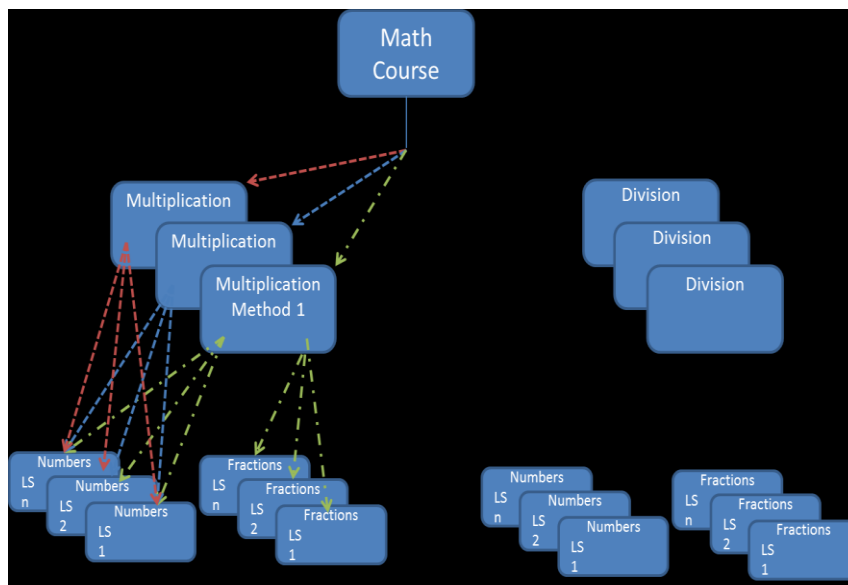 Math
Course
Multiplication
Multiplication
Multiplication
Method 1
Division
Division
Division
Numbers
LS
n
Numbers
LS
2
Numbers
LS
1
Fractions
LS
n
Fractions
LS
2
Fractions
LS
1
Numbers
LS
n
Numbers
LS
2
Numbers
LS
1
Fractions
LS
n
Fractions
LS
2
Fractions
LS
1